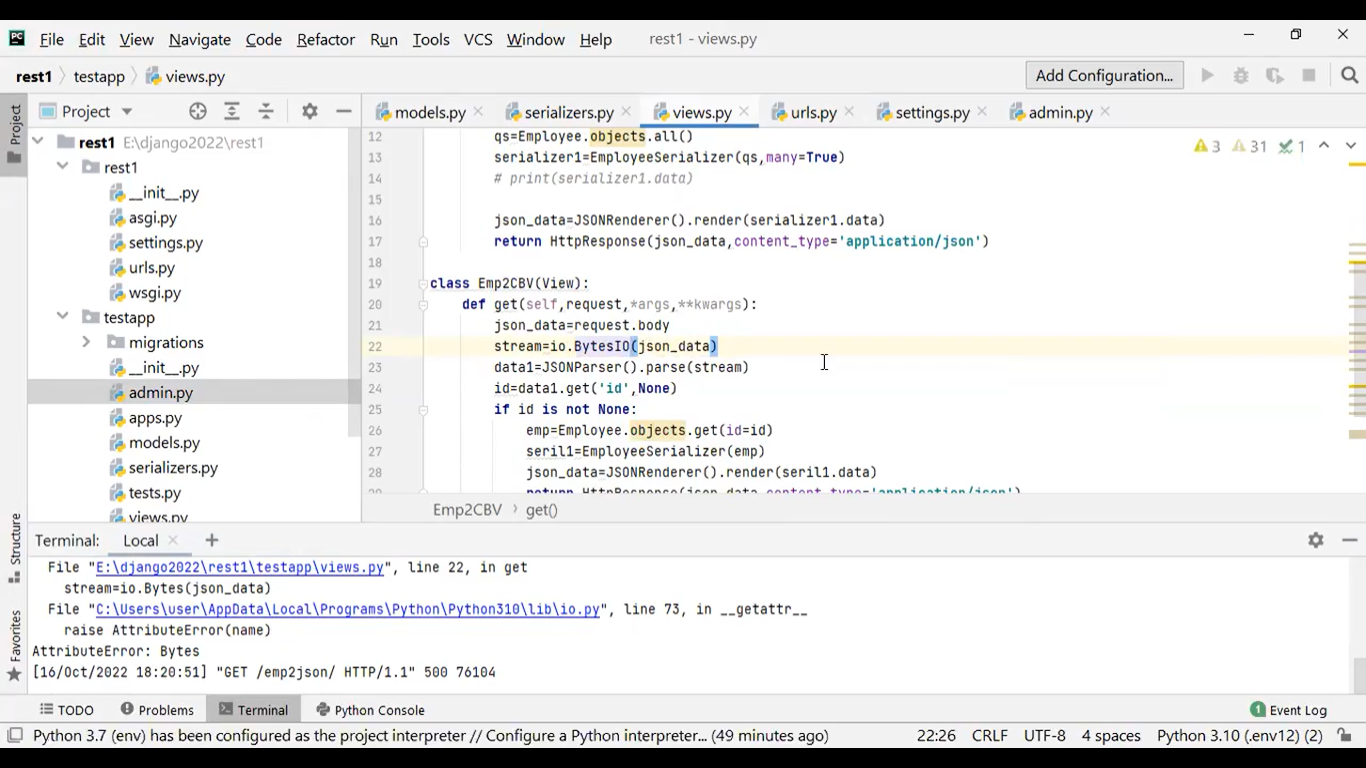 PC File Edit View Navigate Code Refactor Run Tools VCS Window Help rest1 - views.py
rest1 testapp views.py Add Configuration...
Project
Project
models.py serializers.py views.py urls.py settings.py admin.py
rest1 E:\django2022\rest1
rest1
__init__.py
asgi.py
settings.py
urls.py
wsgi.py
testapp
migrations
__init__.py
admin.py
apps.py
models.py
serializers.py
tests.py
views.py
3 31 1
12 qs=Employee.objects.all()
13 serializer1=EmployeeSerializer(qs,many=True)
14 # print(serializer1.data)
15
16 json_data=JSONRenderer().render(serializer1.data)
17 return HttpResponse(json_data,content_type='application/json')
18
19 class Emp2CBV(View):
20 def get(self,request,*args,**kwargs):
21 json_data=request.body
22 stream=io.BytesIO(json_data)
23 data1=JSONParser().parse(stream)
24 id=data1.get('id',None)
25 if id is not None:
26 emp=Employee.objects.get(id=id)
27 seril1=EmployeeSerializer(emp)
28 json_data=JSONRenderer().render(seril1.data)
29 return HttpResponse(json_data,content_type='application/json')
Emp2CBV get()
Structure
Favorites
Terminal: Local
File "E:\django2022\rest1\testapp\views.py", line 22, in get
stream=io.Bytes(json_data)
File "C:\Users\user\AppData\Local\Programs\Python\Python310\lib\io.py", line 73, in __getattr__
raise AttributeError(name)
AttributeError: Bytes
[16/Oct/2022 18:20:51] "GET /emp2json/ HTTP/1.1" 500 76104
TODO Problems Terminal Python Console 1 Event Log
Python 3.7 (env) has been configured as the project interpreter // Configure a Python interpreter... (49 minutes ago) 22:26 CRLF UTF-8 4 spaces Python 3.10 (.env12) (2)